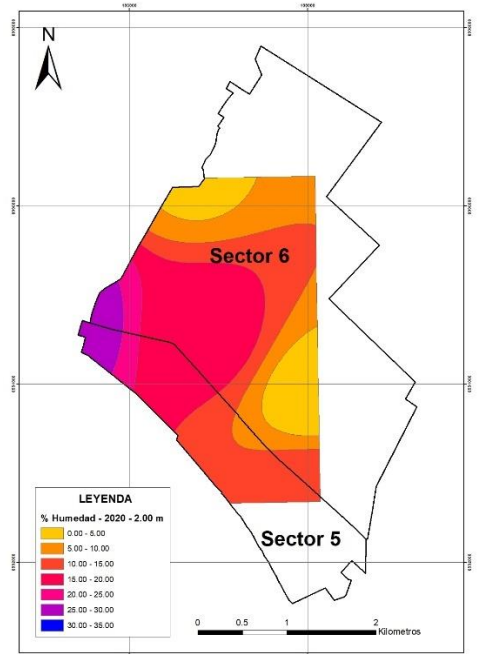 N
Sector 6
Sector 5
LEYENDA
% Humedad - 2020 - 2.00 m
0.00 - 5.00
5.00 - 10.00
10.00 - 15.00
15.00 - 20.00
20.00 - 25.00
25.00 - 30.00
30.00 - 35.00
0 0.5 1 2
Kilometros